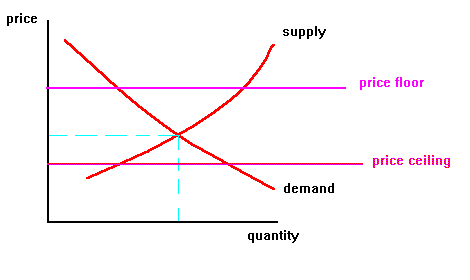 price
supply
price floor
price ceiling
demand
quantity